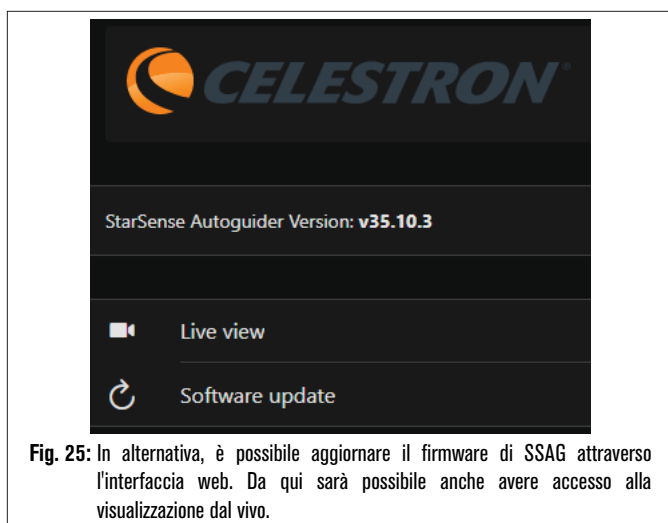 CELESTRON®
StarSense Autoguider Version: v35.10.3
Live view
Software update
Fig. 25: In alternativa, è possibile aggiornare il firmware di SSAG attraverso
l'interfaccia web. Da qui sarà possibile anche avere accesso alla
visualizzazione dal vivo.